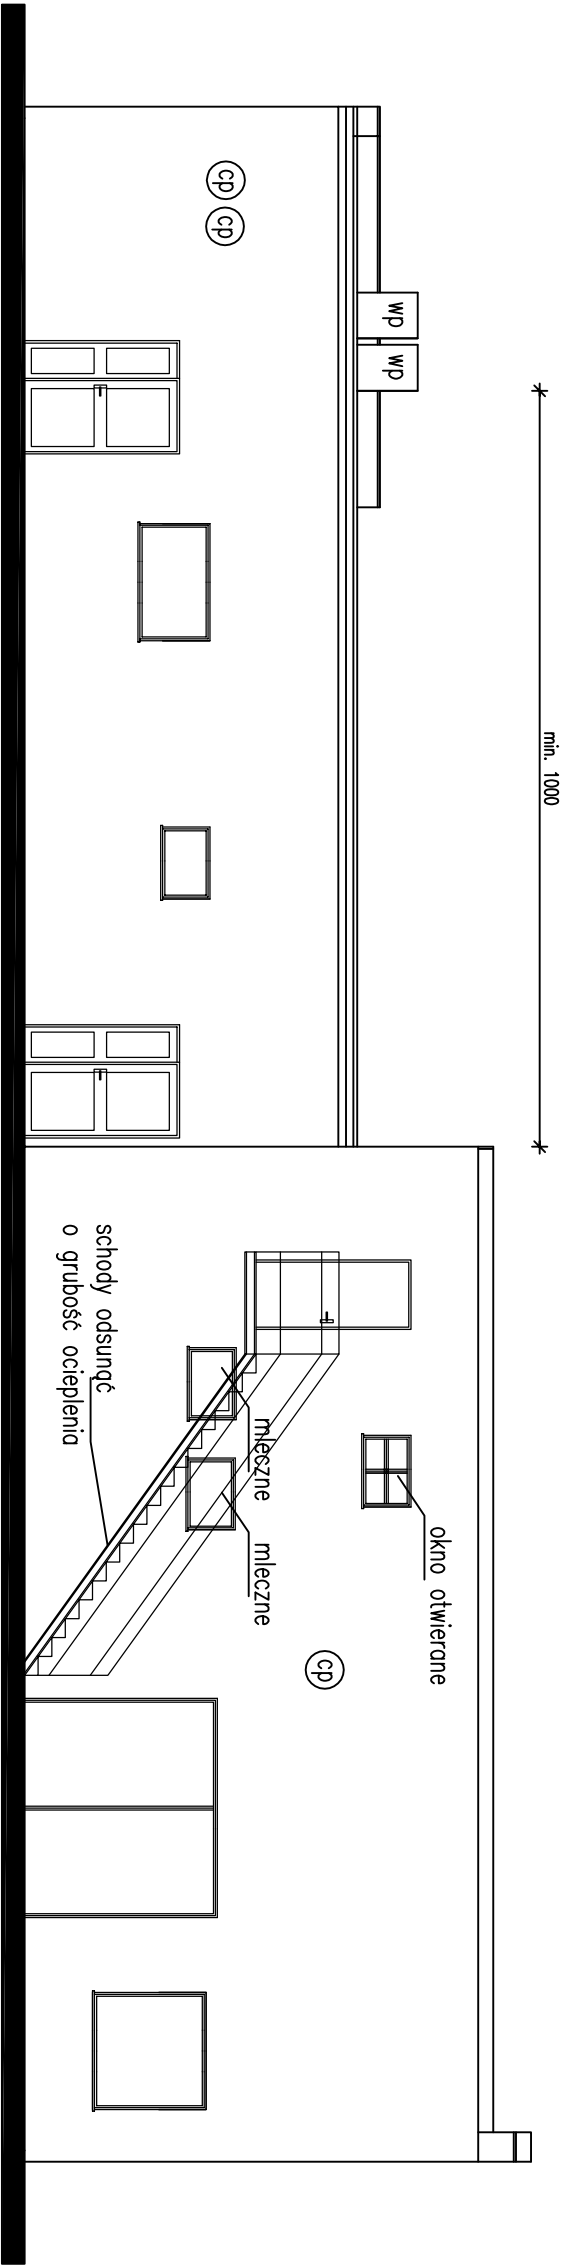 min. 1000
wp wp
cp cp
okno otwierane
mleczne mleczne
cp
schody odsunąć
o grubość ocieplenia